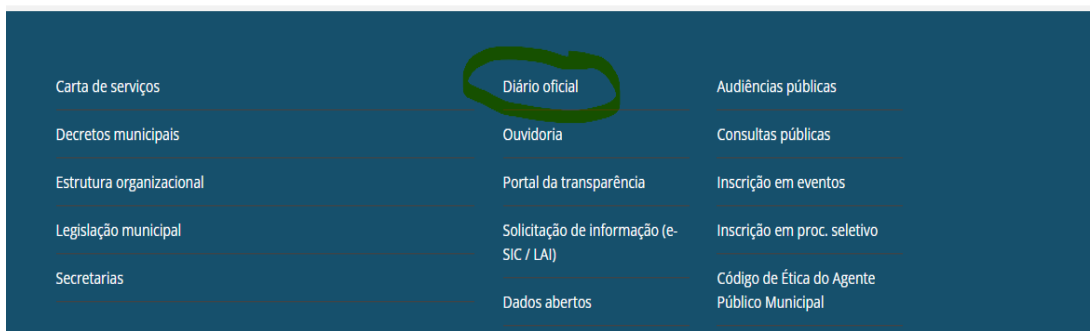 Carta de serviços
Decretos municipais
Estrutura organizacional
Legislação municipal
Secretarias
Diário oficial
Ouvidoria
Portal da transparência
Solicitação de informação (e-
SIC / LAI)
Dados abertos
Audiências públicas
Consultas públicas
Inscrição em eventos
Inscrição em proc. seletivo
Código de Ética do Agente
Público Municipal